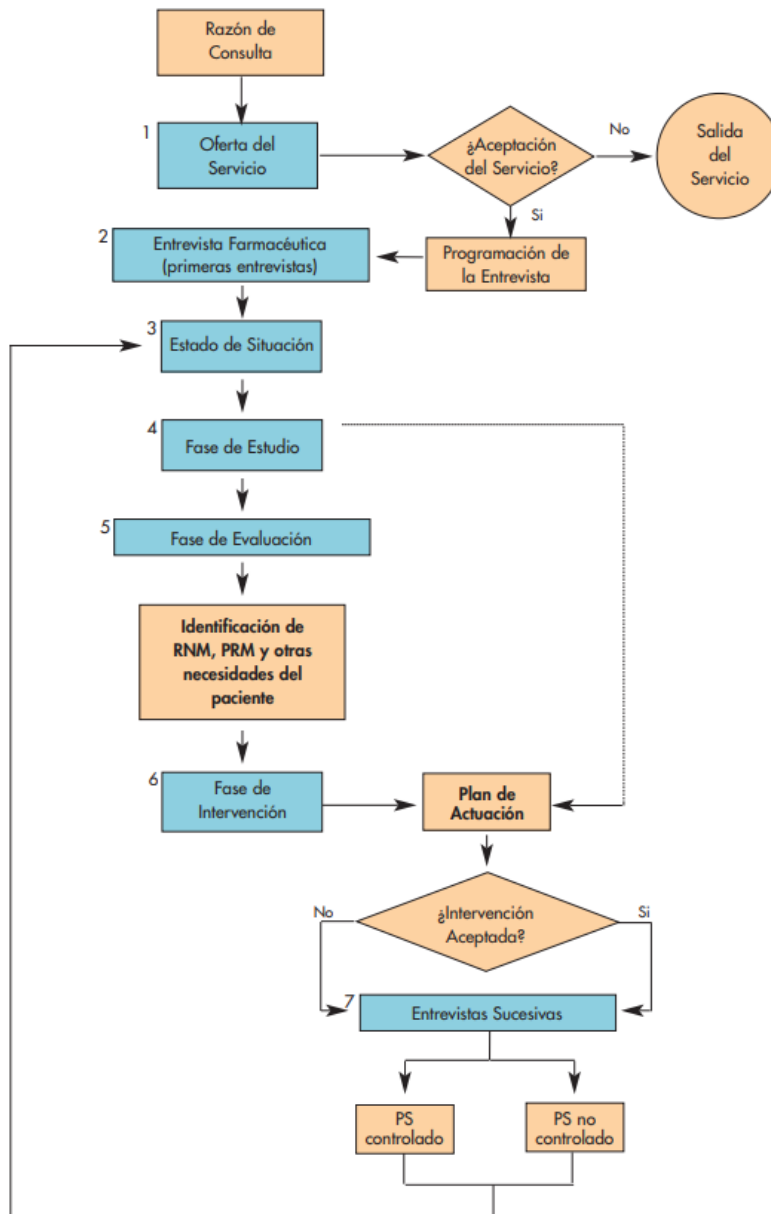 Razón de
Consulta
1
Oferta del
Servicio
¿Aceptación
del Servicio?
No
Salida
del
Servicio
Si
2
Entrevista Farmacéutica
(primeras entrevistas)
Programación de
la Entrevista
3
Estado de Situación
4
Fase de Estudio
5
Fase de Evaluación
Identificación de
RNM, PRM y otras
necesidades del
paciente
6
Fase de
Intervención
Plan de
Actuación
No
¿Intervención
Aceptada?
Si
7
Entrevistas Sucesivas
PS
controlado
PS no
controlado